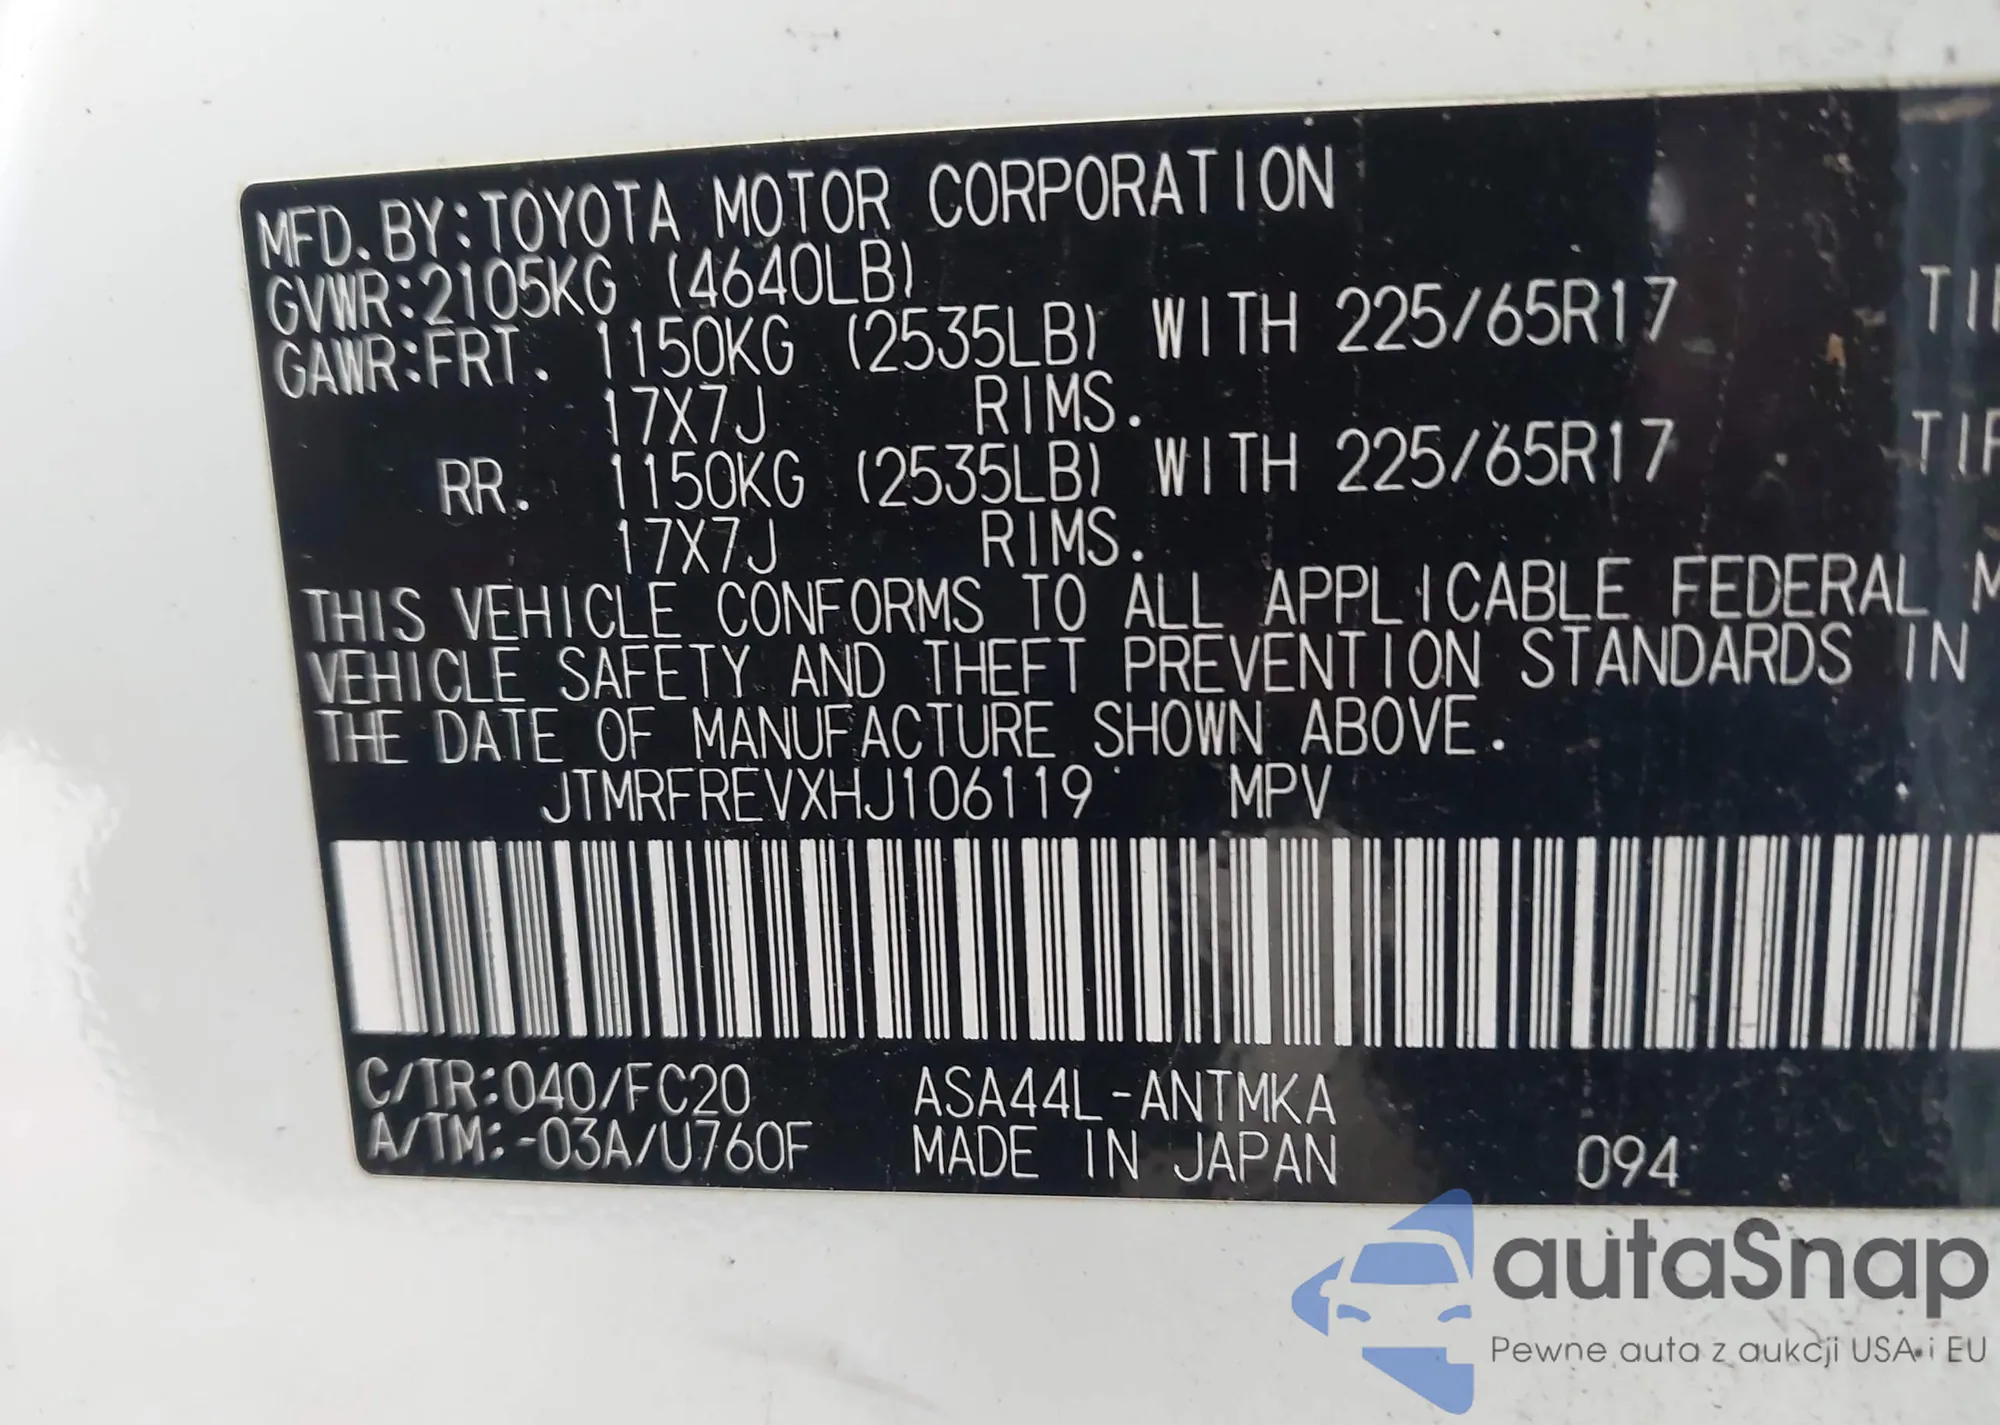 MFD. BY: TOYOTA MOTOR CORPORATION
GVWR: 2105KG (4640LB)
GAWR: FRT. 1150KG (2535LB) WITH 225/65R17
17X7J RIMS.
RR. 1150KG (2535LB) WITH 225/65R17
17X7J RIMS.
THIS VEHICLE CONFORMS TO ALL APPLICABLE FEDERAL M
VEHICLE SAFETY AND THEFT PREVENTION STANDARDS IN
THE DATE OF MANUFACTURE SHOWN ABOVE.
JTMRFREVXHJ106119 MPV
C/TR: 040/FC20 ASA44L-ANTMKA
A/TM: -03A/U760F MADE IN JAPAN 094
autaSnap
Pewne auta z aukcji USA i EU